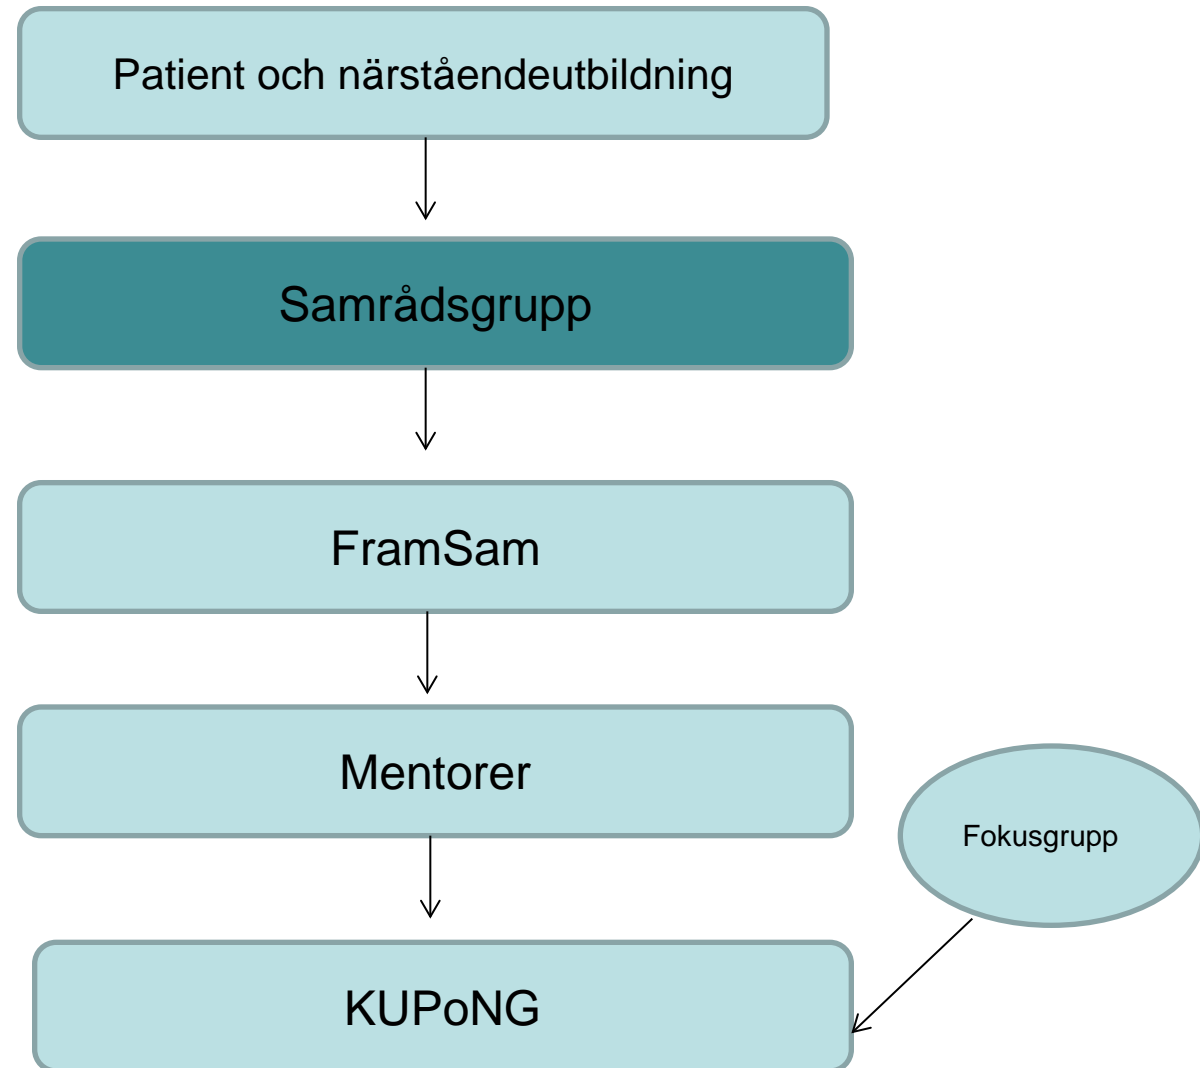 Patient och närståendeutbildning
Samrådsgrupp
FramSam
Mentorer
Fokusgrupp
KUPoNG